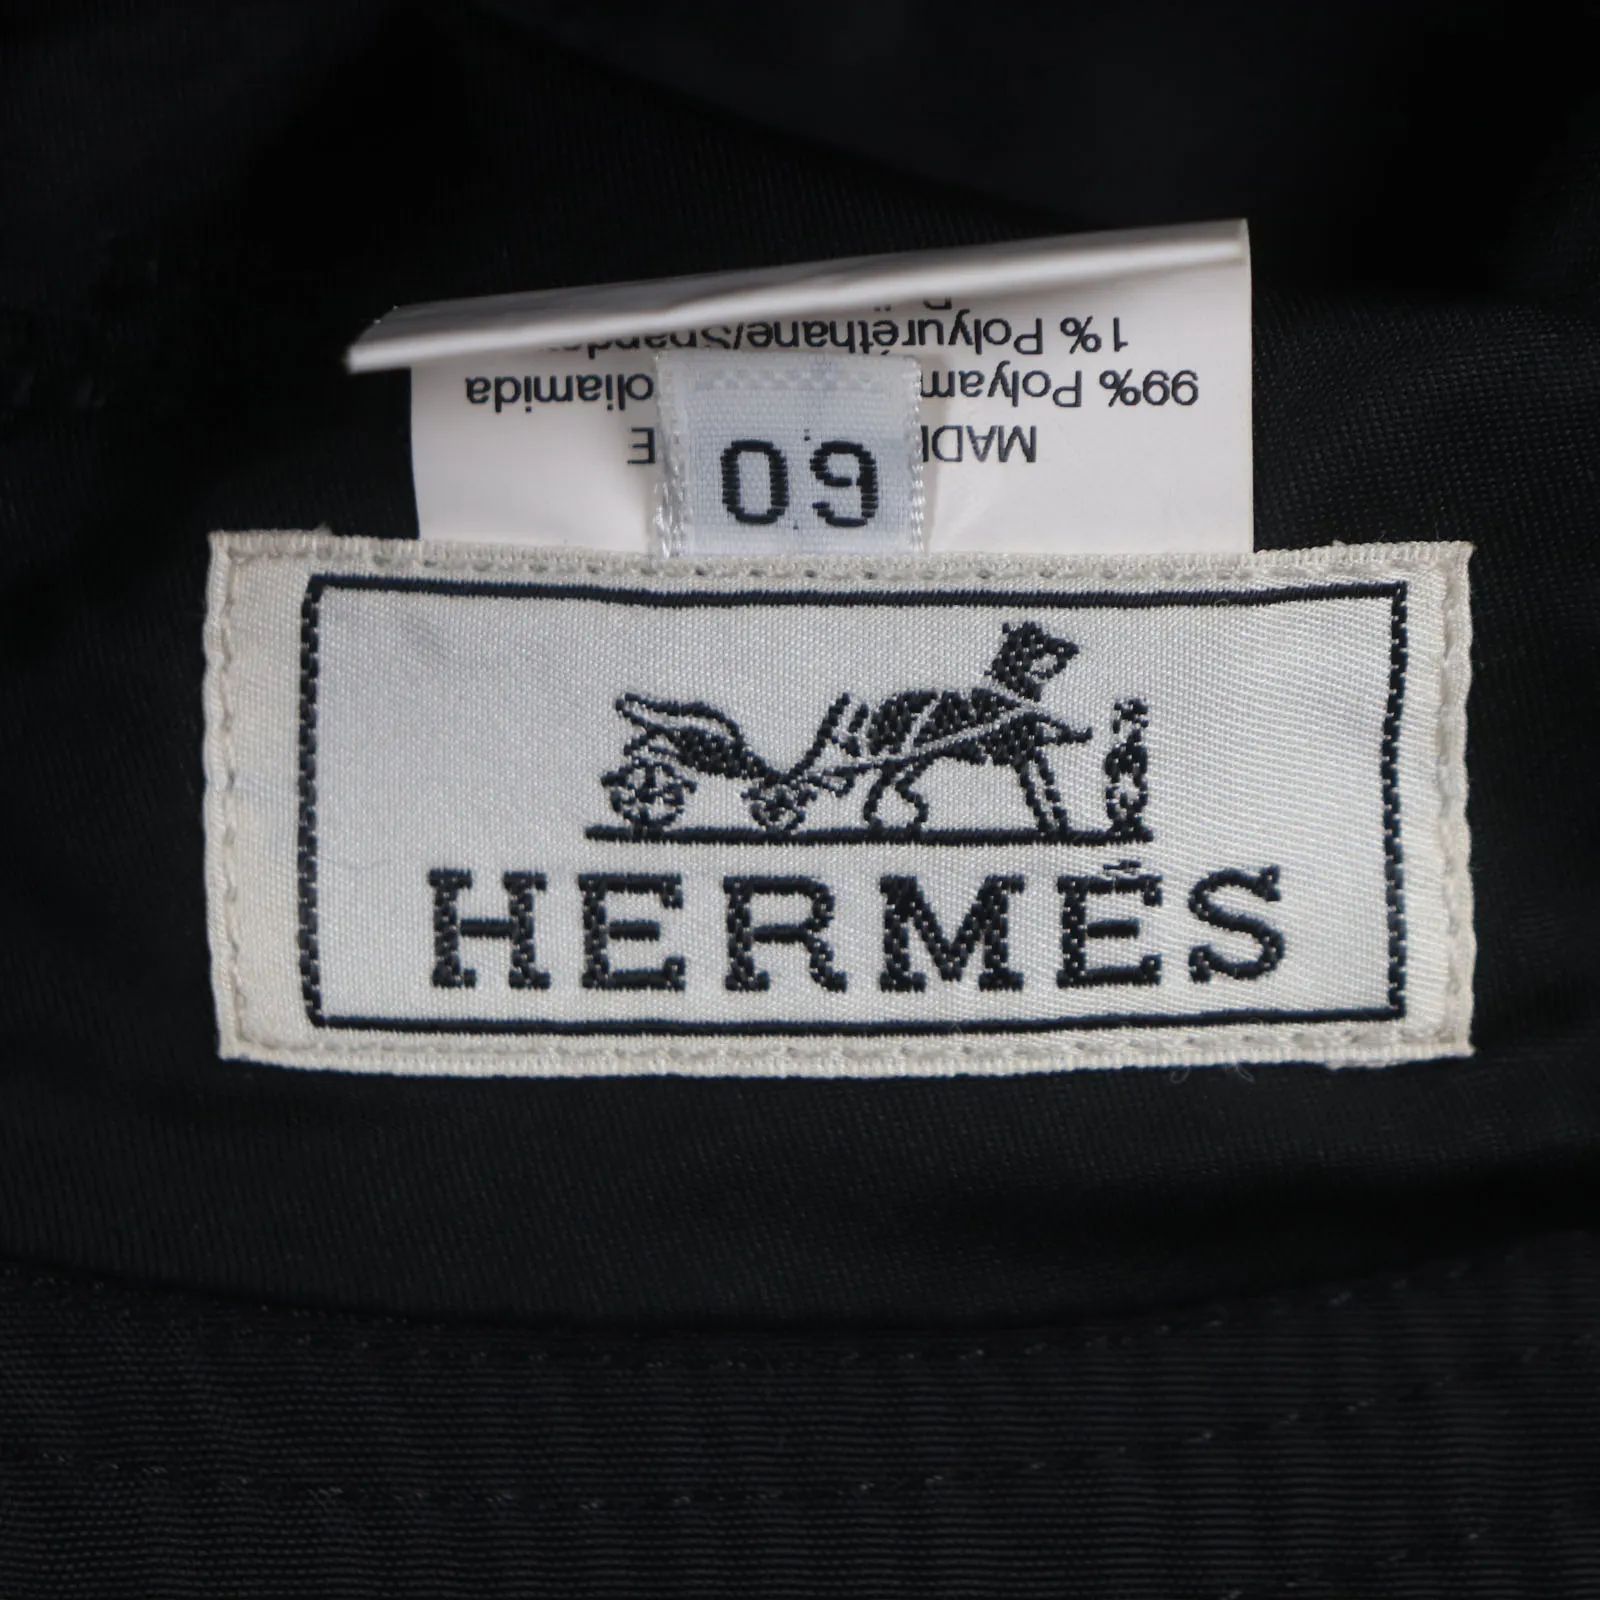 60
99%
1% Polyuréthane
HERMÈS